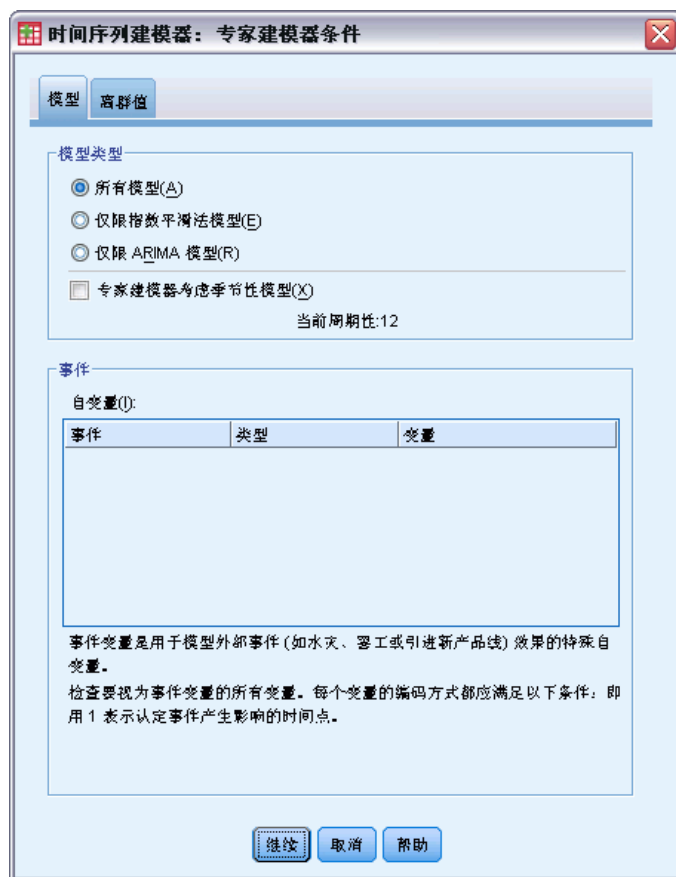 时间序列建模器：专家建模器条件
模型 离群值
模型类型
所有模型(A)
仅限指数平滑法模型(E)
仅限 ARIMA 模型(R)
专家建模器考虑季节性模型(X)
当前周期性:12
事件
自变量(I):
事件 类型 变量
事件变量是用于模型外部事件 (如水灾、罢工或引进新产品线) 效果的特殊自
变量。
检查要视为事件变量的所有变量。每个变量的编码方式都应满足以下条件：即
用 1 表示认定事件产生影响的时间点。
继续 取消 帮助